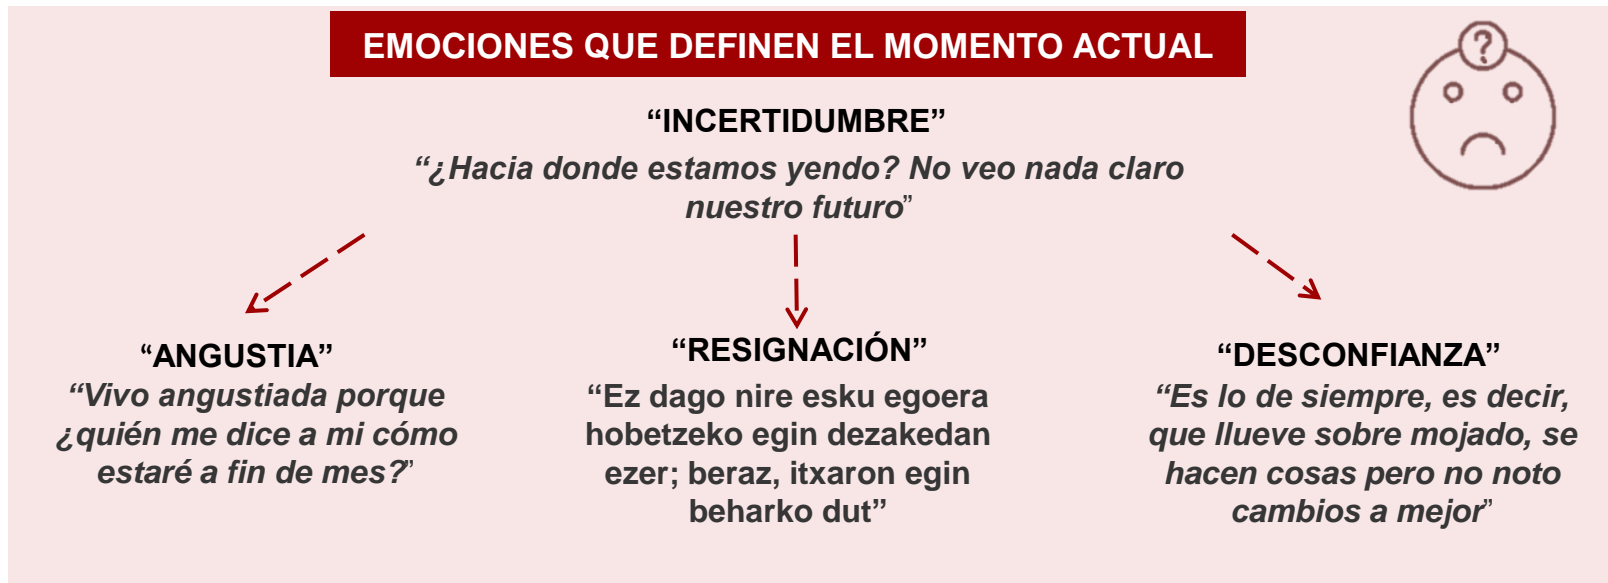 EMOCIONES QUE DEFINEN EL MOMENTO ACTUAL
?
“INCERTIDUMBRE”
“¿Hacia donde estamos yendo? No veo nada claro
nuestro futuro”
“ANGUSTIA”
“Vivo angustiada porque
¿quién me dice a mi cómo
estaré a fin de mes?”
“RESIGNACIÓN”
“Ez dago nire esku egoera
hobetzeko egin dezakedan
ezer; beraz, itxaron egin
beharko dut”
“DESCONFIANZA”
“Es lo de siempre, es decir,
que llueve sobre mojado, se
hacen cosas pero no noto
cambios a mejor”